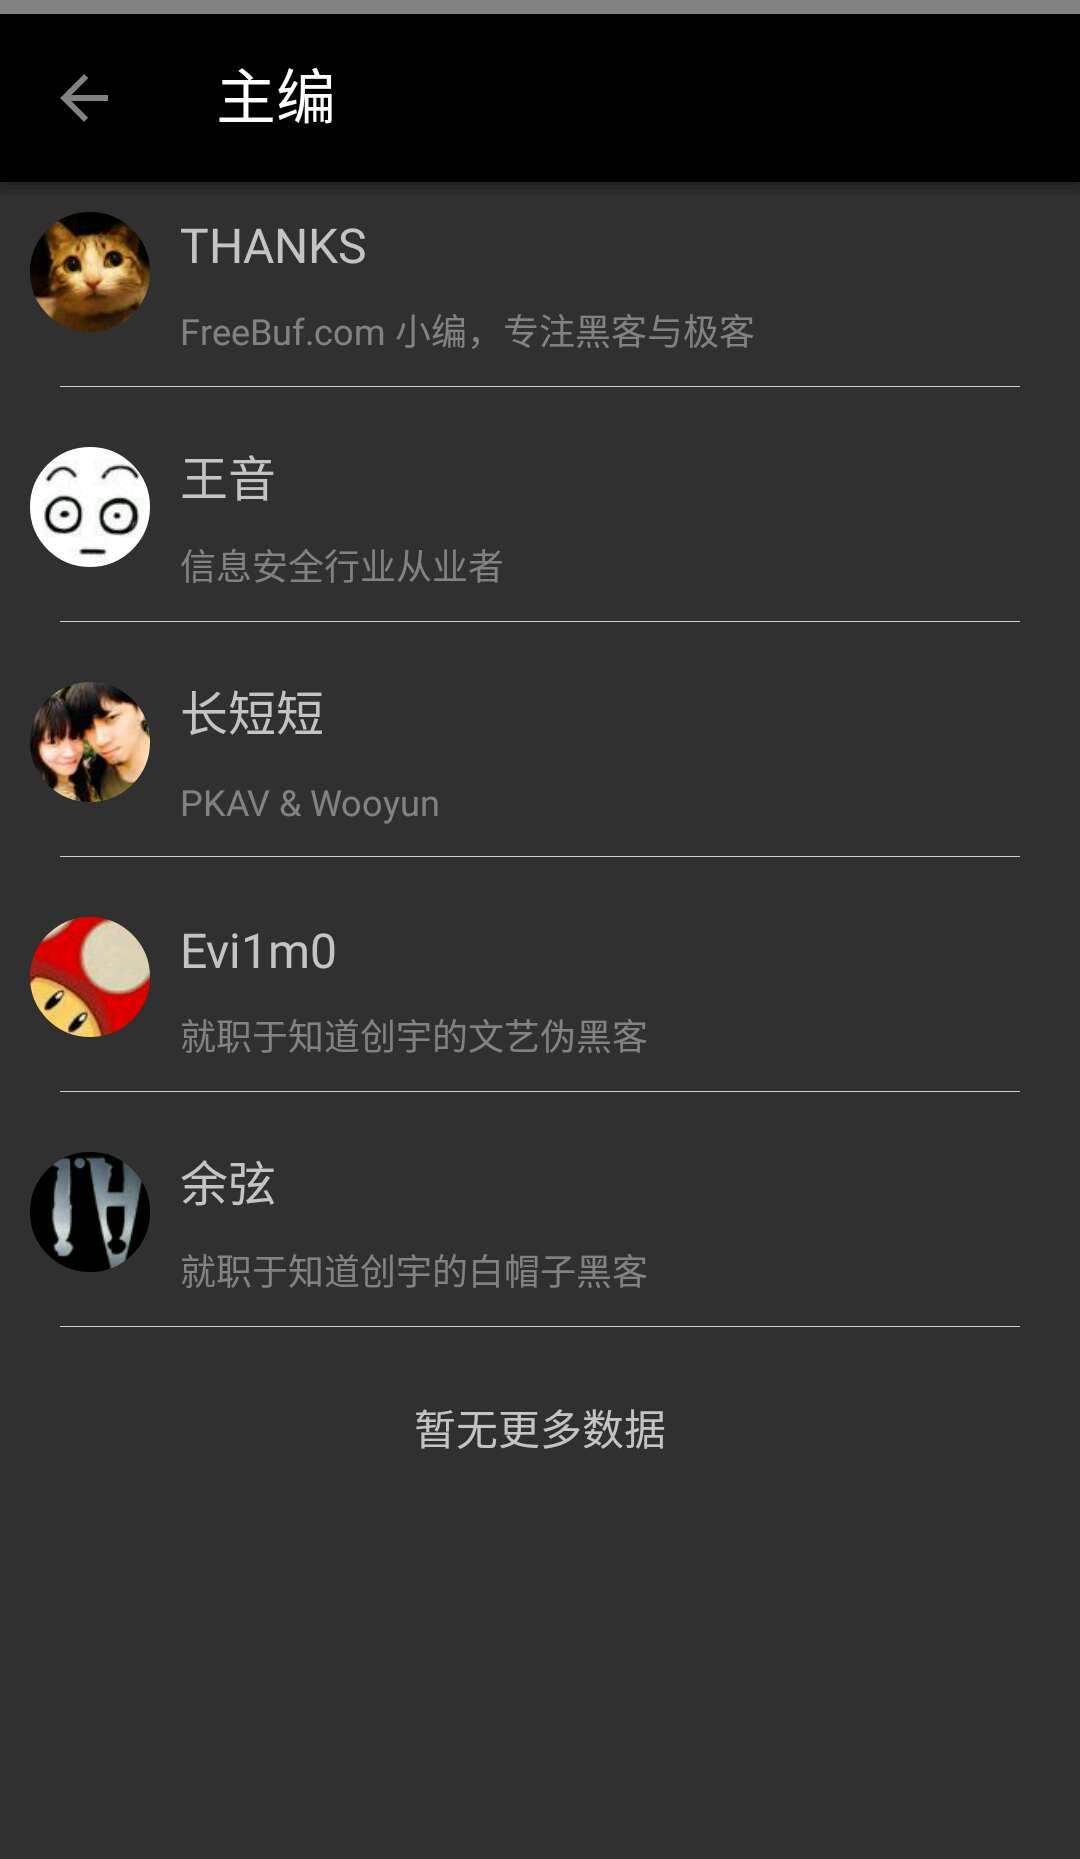 主编
THANKS
FreeBuf.com 小编，专注黑客与极客
王音
信息安全行业从业者
长短短
PKAV & Wooyun
Evi1m0
就职于知道创宇的文艺伪黑客
余弦
就职于知道创宇的白帽子黑客
暂无更多数据